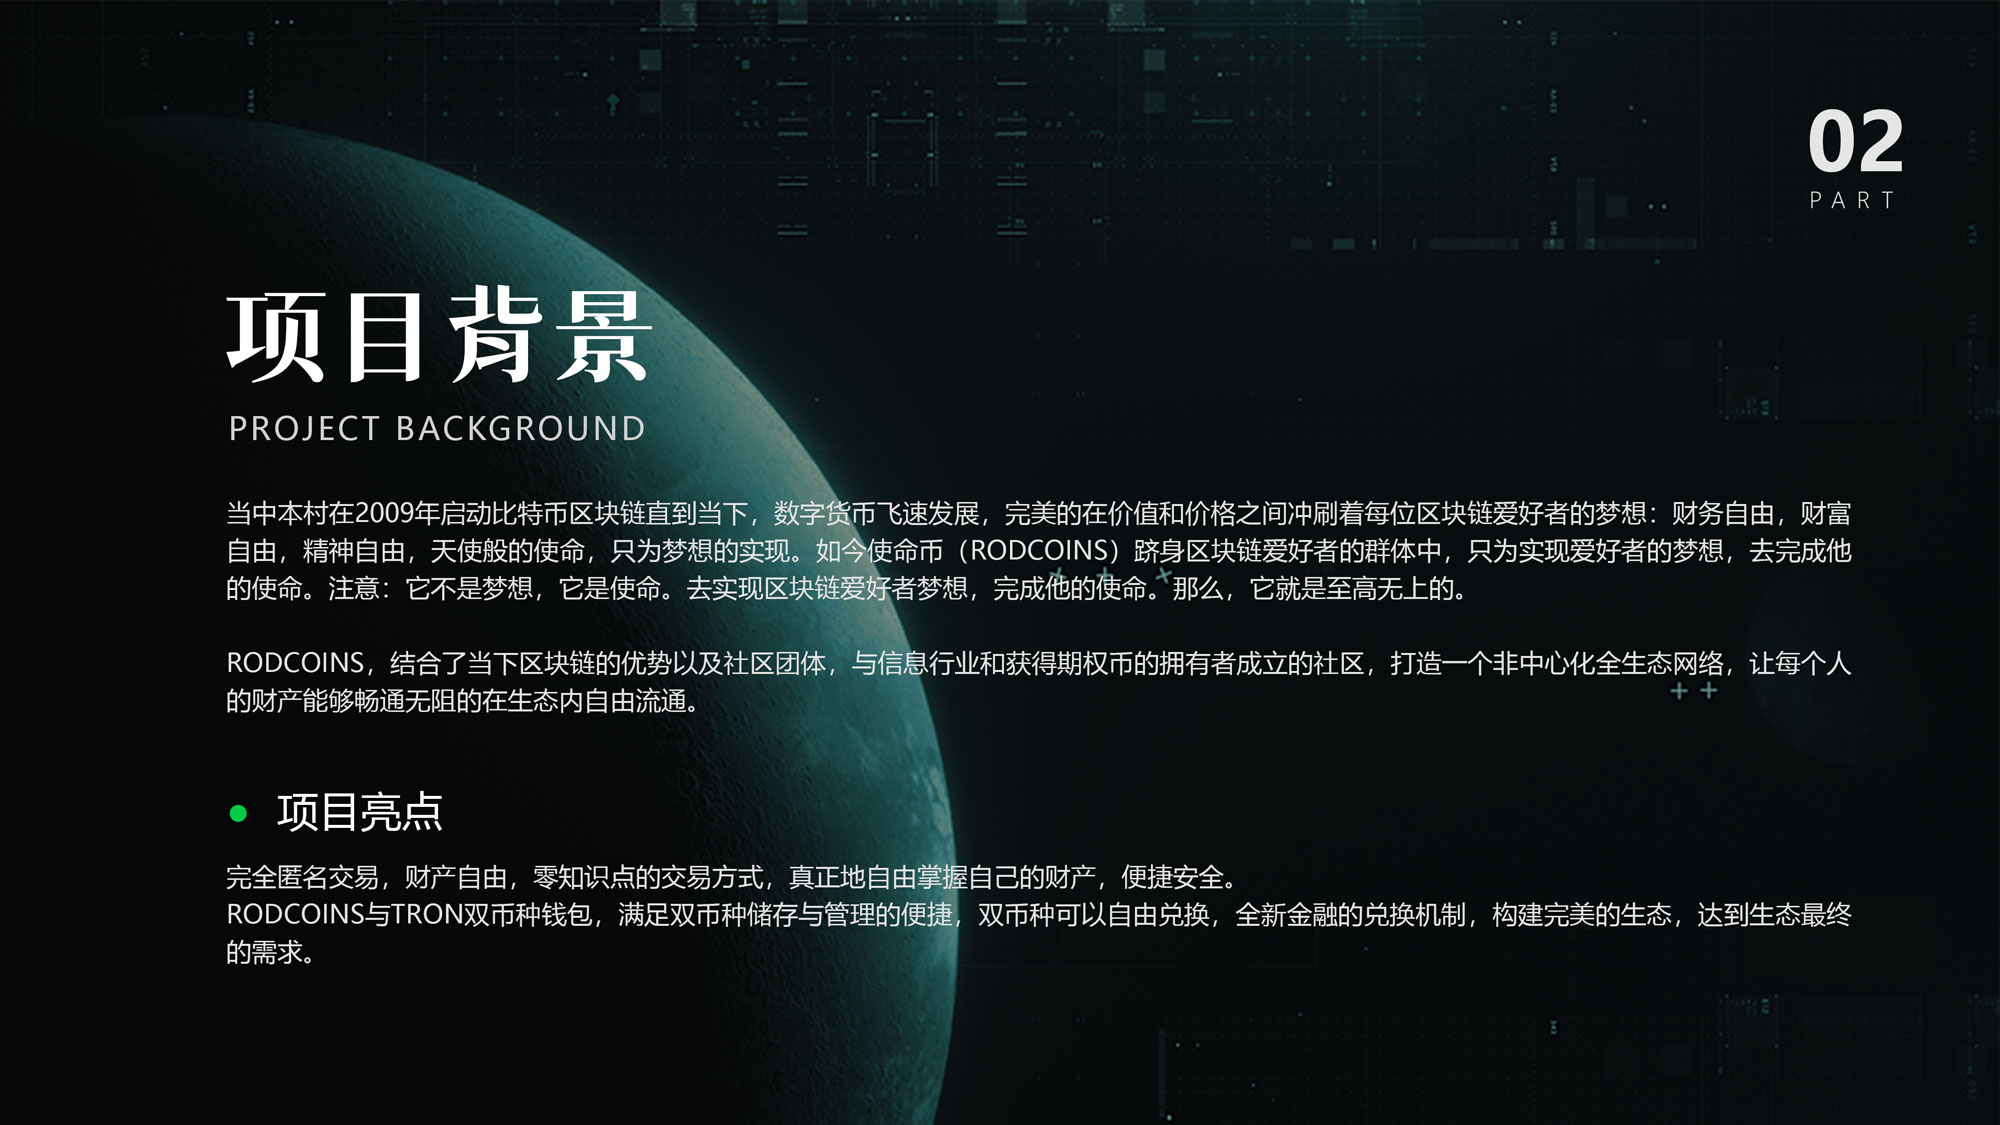 02
PART
项目背景
PROJECT BACKGROUND
当中本村在2009年启动比特币区块链直到当下，数字货币飞速发展，完美的在价值和价格之间冲刷着每位区块链爱好者的梦想：财务自由，财富
自由，精神自由，天使般的使命，只为梦想的实现。如今使命币（RODCOINS）跻身区块链爱好者的群体中，只为实现爱好者的梦想，去完成他
的使命。注意：它不是梦想，它是使命。去实现区块链爱好者梦想，完成他的使命。那么，它就是至高无上的。
RODCOINS，结合了当下区块链的优势以及社区团体，与信息行业和获得期权币的拥有者成立的社区，打造一个非中心化全生态网络，让每个人
的财产能够畅通无阻的在生态内自由流通。
项目亮点
完全匿名交易，财产自由，零知识点的交易方式，真正地自由掌握自己的财产，便捷安全。
RODCOINS与TRON双币种钱包，满足双币种储存与管理的便捷，双币种可以自由兑换，全新金融的兑换机制，构建完美的生态，达到生态最终
的需求。